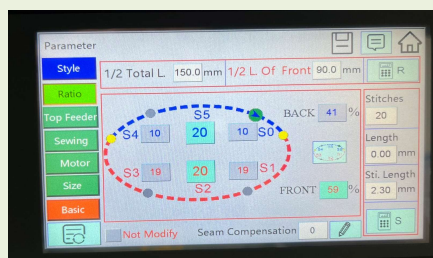 Parameter
Style
1/2 Total L. 150.0 mm 1/2 L. Of Front 90.0 mm
R
Ratio
Top Feeder
Sewing
Motor
Size
Basic
S5
S4 10 20 10 S0
BACK 41 %
S3 19 20 19 S1
S2
FRONT 59 %
Stitches
20
Length
0.00 mm
Sti. Length
2.30 mm
Not Modify Seam Compensation 0
S